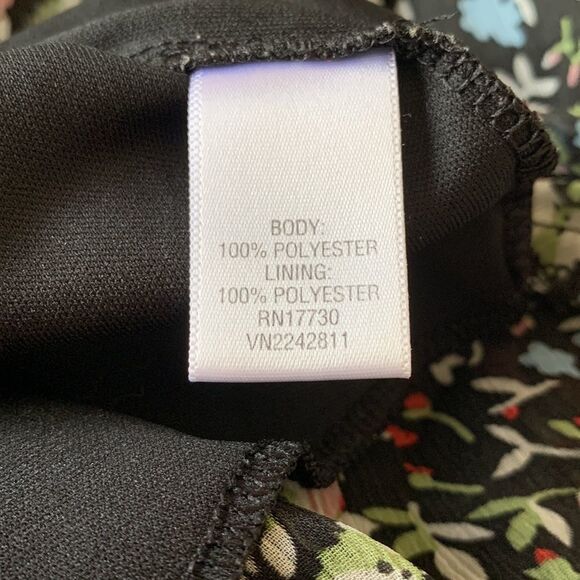 BODY:
100% POLYESTER
LINING:
100% POLYESTER
RN17730
VN2242811